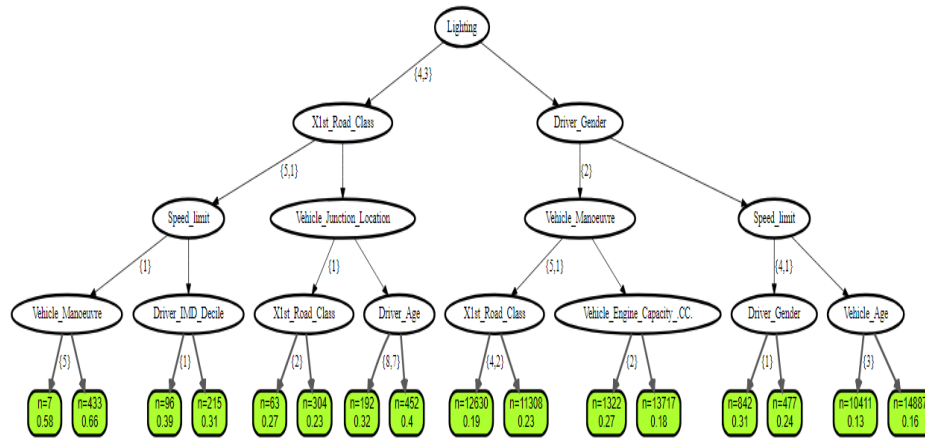 Lighting
{4,3}
X1st_Road_Class
Driver_Gender
{5,1}
{2}
Speed_limit
Vehicle_Junction_Location
Vehicle_Manoeuvre
Speed_limit
{1}
{1}
{5,1}
{4,1}
Vehicle_Manoeuvre
Driver_IMD_Decile
X1st_Road_Class
Driver_Age
X1st_Road_Class
Vehicle_Engine_Capacity_.CC.
Driver_Gender
Vehicle_Age
{5}
{1}
{2}
{8,7}
{4,2}
{2}
{1}
{3}
n=7
0.58
n=433
0.66
n=96
0.39
n=215
0.31
n=63
0.27
n=304
0.23
n=192
0.32
n=452
0.4
n=12630
0.19
n=11308
0.23
n=1322
0.27
n=13717
0.18
n=842
0.31
n=477
0.24
n=10411
0.13
n=14887
0.16